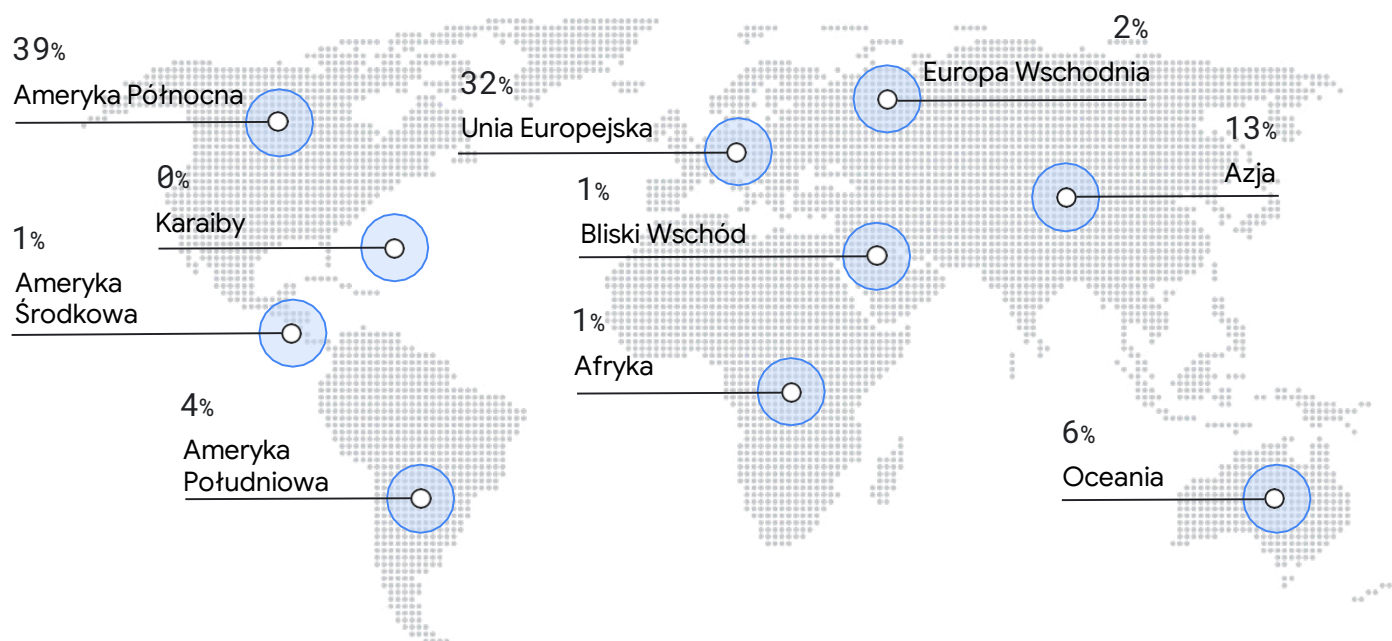 39%
Ameryka Północna
0%
Karaiby
1%
Ameryka
Środkowa
4%
Ameryka
Południowa
32%
Unia Europejska
1%
Bliski Wschód
1%
Afryka
2%
Europa Wschodnia
13%
Azja
6%
Oceania